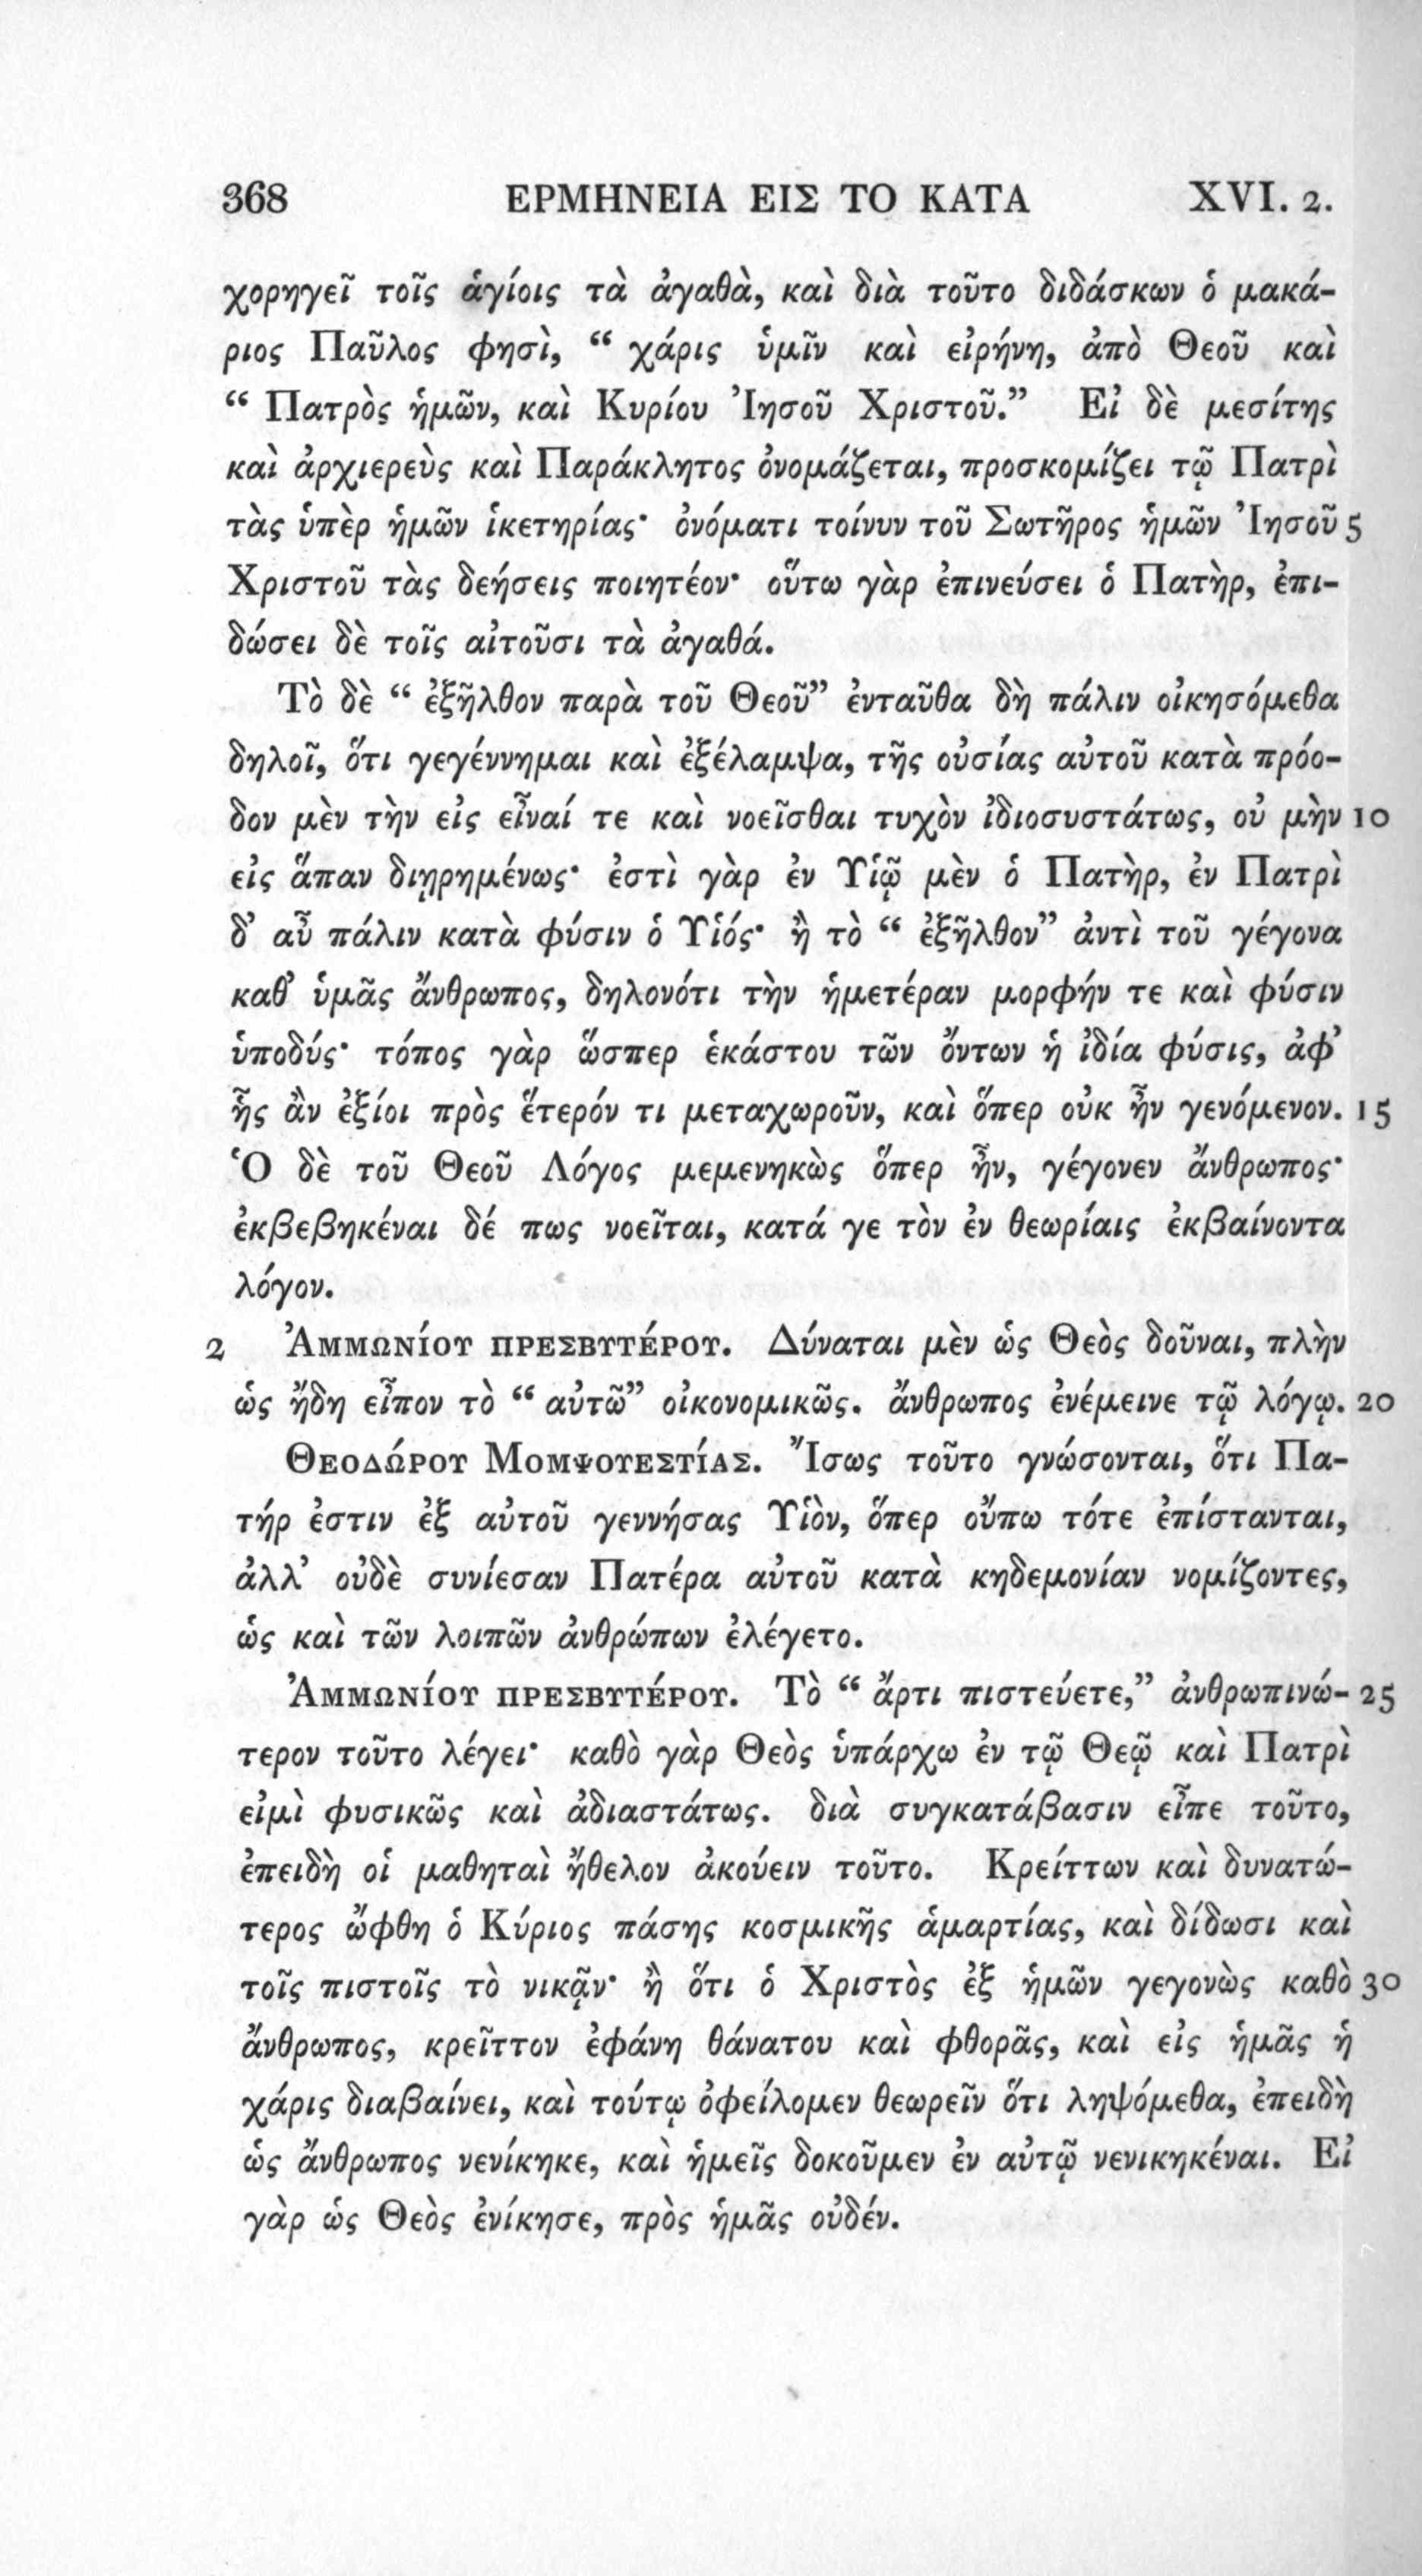 368 ΕΡΜΗΝΕΙΑ ΕΙΣ ΤΟ ΚΑΤΑ XVI. 2.
χορηγεῖ τοῖς ἁγίοις τὰ ἀγαθὰ, καὶ διὰ τοῦτο διδάσκων ὁ μακά-
ριος Παῦλος φησὶ, “ χάρις ὑμῖν καὶ εἰρήνη, ἀπὸ Θεοῦ καὶ
“ Πατρὸς ἡμῶν, καὶ Κυρίου Ἰησοῦ Χριστοῦ.” Εἰ δὲ μεσίτης
καὶ ἀρχιερεὺς καὶ Παράκλητος ὀνομάζεται, προσκομίζει τῷ Πατρὶ
τὰς ὑπὲρ ἡμῶν ἱκετηρίας· ὀνόματι τοίνυν τοῦ Σωτῆρος ἡμῶν Ἰησοῦ 5
Χριστοῦ τὰς δεήσεις ποιητέον· οὕτω γὰρ ἐπινεύσει ὁ Πατὴρ, ἐπι-
δώσει δὲ τοῖς αἰτοῦσι τὰ ἀγαθά.
Τὸ δὲ “ ἐξῆλθον παρὰ τοῦ Θεοῦ” ἐνταῦθα δὴ πάλιν οἰκησόμεθα
δηλοῖ, ὅτι γεγέννημαι καὶ ἐξέλαμψα, τῆς οὐσίας αὐτοῦ κατὰ πρόο-
δον μὲν τὴν εἰς εἶναί τε καὶ νοεῖσθαι τυχὸν ἰδιοσυστάτως, οὐ μὴν 10
εἰς ἅπαν διῃρημένως· ἐστὶ γὰρ ἐν Υἱῷ μὲν ὁ Πατὴρ, ἐν Πατρὶ
δ’ αὖ πάλιν κατὰ φύσιν ὁ Υἱός· ἢ τὸ “ ἐξῆλθον” ἀντὶ τοῦ γέγονα
καθ’ ὑμᾶς ἄνθρωπος, δηλονότι τὴν ἡμετέραν μορφήν τε καὶ φύσιν
ὑποδύς· τόπος γὰρ ὥσπερ ἑκάστου τῶν ὄντων ἡ ἰδία φύσις, ἀφ’
ἧς ἂν ἐξίοι πρὸς ἕτερόν τι μεταχωροῦν, καὶ ὅπερ οὐκ ἦν γενόμενον. 15
Ὁ δὲ τοῦ Θεοῦ Λόγος μεμενηκὼς ὅπερ ἦν, γέγονεν ἄνθρωπος·
ἐκβεβηκέναι δέ πως νοεῖται, κατά γε τὸν ἐν θεωρίαις ἐκβαίνοντα
λόγον.
2 Ἀμμωνίου πρεσβυτέρου. Δύναται μὲν ὡς Θεὸς δοῦναι, πλὴν
ὡς ἤδη εἶπον τὸ “ αὐτῶ” οἰκονομικῶς. ἄνθρωπος ἐνέμεινε τῷ λόγῳ. 20
Θεοδώρου Μομψουεστίας. Ἴσως τοῦτο γνώσονται, ὅτι Πα-
τήρ ἐστιν ἐξ αὐτοῦ γεννήσας Υἱὸν, ὅπερ οὔπω τότε ἐπίστανται,
ἀλλ’ οὐδὲ συνίεσαν Πατέρα αὐτοῦ κατὰ κηδεμονίαν νομίζοντες,
ὡς καὶ τῶν λοιπῶν ἀνθρώπων ἐλέγετο.
Ἀμμωνίου πρεσβυτέρου. Τὸ “ ἄρτι πιστεύετε,” ἀνθρωπινώ- 25
τερον τοῦτο λέγει· καθὸ γὰρ Θεὸς ὑπάρχω ἐν τῷ Θεῷ καὶ Πατρὶ
εἰμὶ φυσικῶς καὶ ἀδιαστάτως. διὰ συγκατάβασιν εἶπε τοῦτο,
ἐπειδὴ οἱ μαθηταὶ ἤθελον ἀκούειν τοῦτο. Κρείττων καὶ δυνατώ-
τερος ὤφθη ὁ Κύριος πάσης κοσμικῆς ἁμαρτίας, καὶ δίδωσι καὶ
τοῖς πιστοῖς τὸ νικᾷν· ἢ ὅτι ὁ Χριστὸς ἐξ ἡμῶν γεγονὼς καθὸ 30
ἄνθρωπος, κρεῖττον ἐφάνη θάνατου καὶ φθορᾶς, καὶ εἰς ἡμᾶς ἡ
χάρις διαβαίνει, καὶ τούτῳ ὀφείλομεν θεωρεῖν ὅτι ληψόμεθα, ἐπειδὴ
ὡς ἄνθρωπος νενίκηκε, καὶ ἡμεῖς δοκοῦμεν ἐν αὐτῷ νενικηκέναι. Εἰ
γὰρ ὡς Θεὸς ἐνίκησε, πρὸς ἡμᾶς οὐδέν.